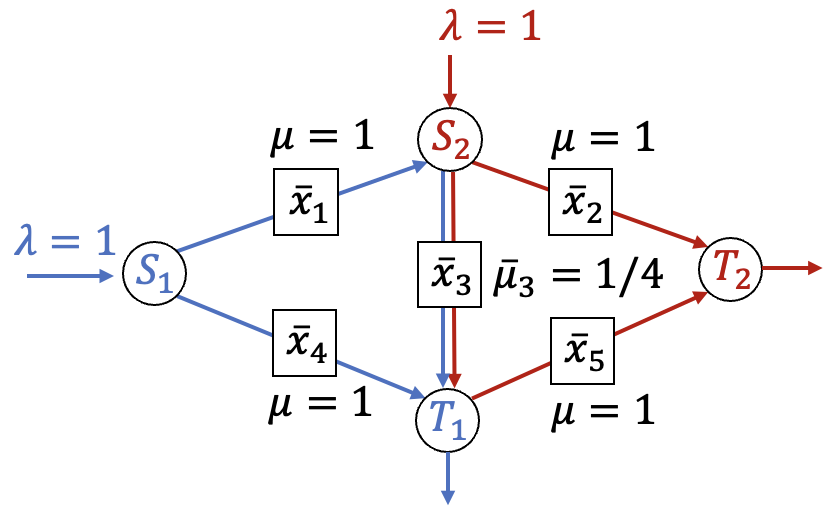 λ = 1
μ = 1
S₂
μ = 1
x̄₁
x̄₂
λ = 1
S₁
x̄₃
μ̄₃ = 1/4
T₂
x̄₄
x̄₅
μ = 1
T₁
μ = 1